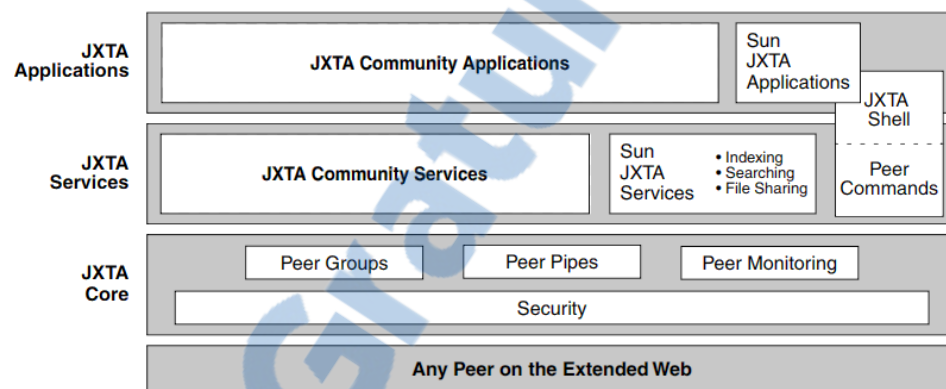 JXTA
Applications
JXTA Community Applications
Sun
JXTA
Applications
JXTA
Shell
Peer
Commands
JXTA
Services
JXTA Community Services
Sun
JXTA
Services
• Indexing
• Searching
• File Sharing
JXTA
Core
Peer Groups
Peer Pipes
Peer Monitoring
Security
Any Peer on the Extended Web
Gratui